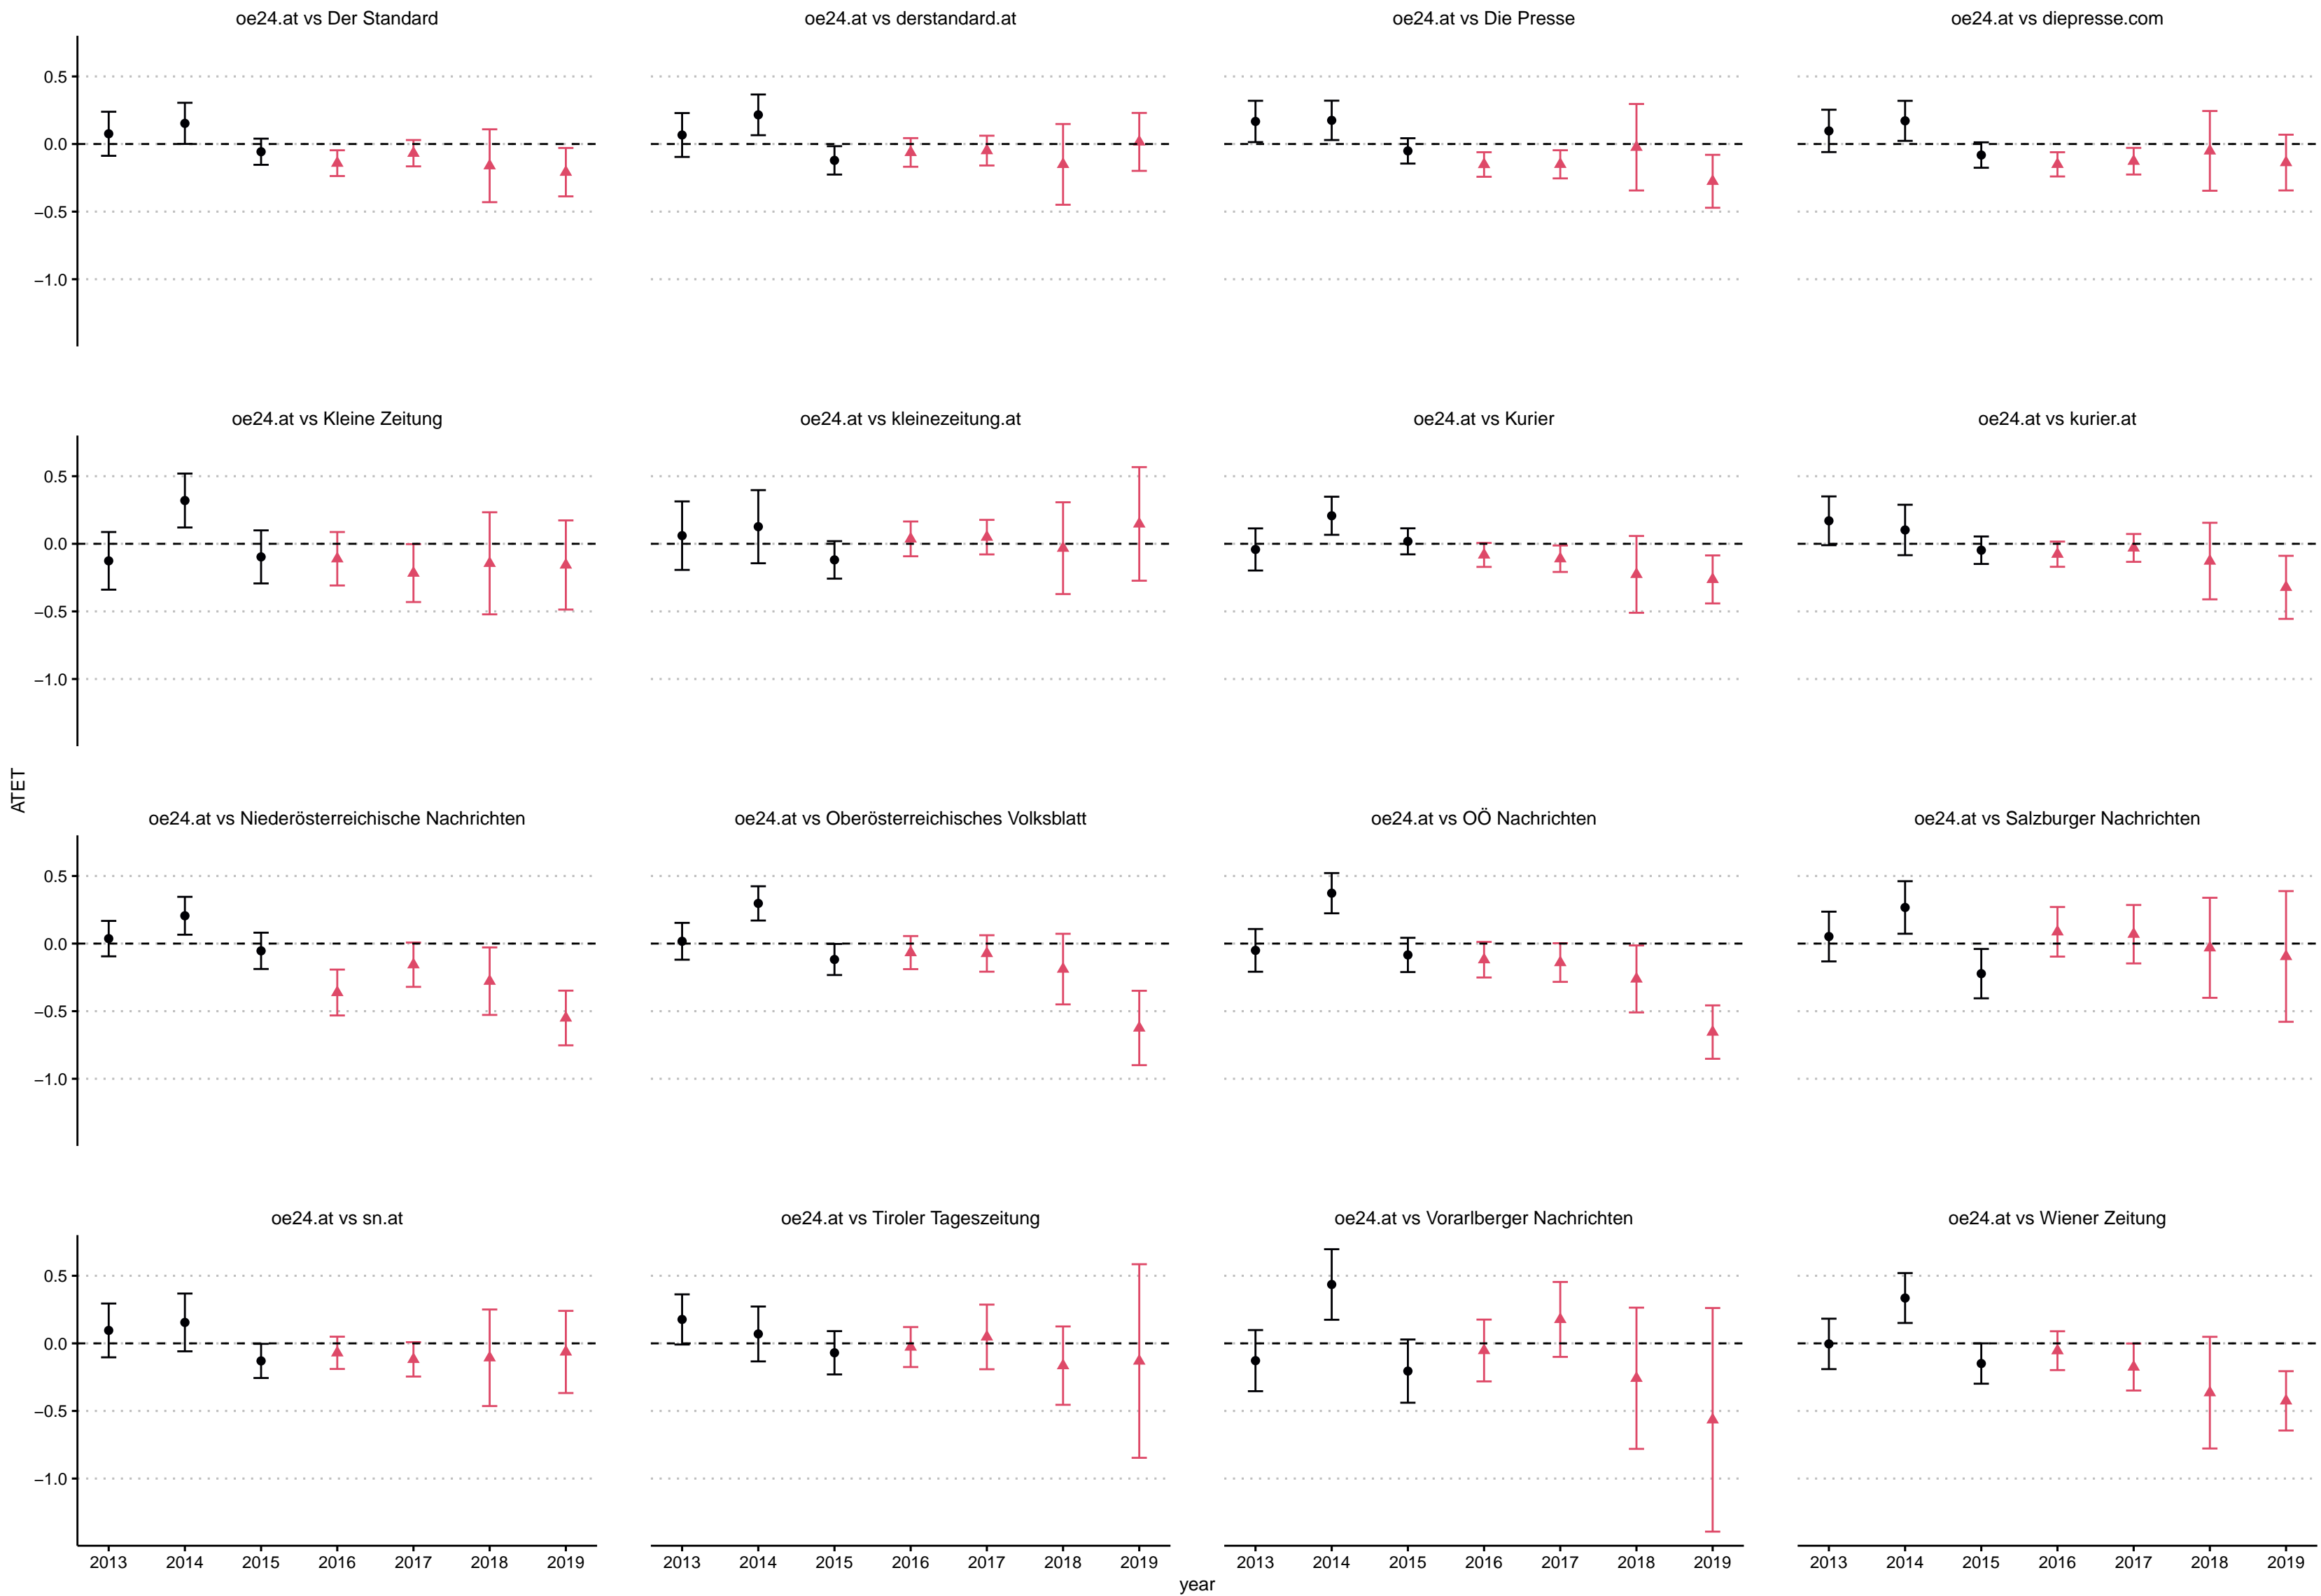 oe24.at vs Der Standard
oe24.at vs derstandard.at
oe24.at vs Die Presse
oe24.at vs diepresse.com
0.5
0.0
−0.5
−1.0
oe24.at vs Kleine Zeitung
oe24.at vs kleinezeitung.at
oe24.at vs Kurier
oe24.at vs kurier.at
0.5
0.0
−0.5
−1.0
ATET
oe24.at vs Niederösterreichische Nachrichten
oe24.at vs Oberösterreichisches Volksblatt
oe24.at vs OÖ Nachrichten
oe24.at vs Salzburger Nachrichten
0.5
0.0
−0.5
−1.0
oe24.at vs sn.at
oe24.at vs Tiroler Tageszeitung
oe24.at vs Vorarlberger Nachrichten
oe24.at vs Wiener Zeitung
0.5
0.0
−0.5
−1.0
2013 2014 2015 2016 2017 2018 2019
2013 2014 2015 2016 2017 2018 2019
2013 2014 2015 2016 2017 2018 2019
2013 2014 2015 2016 2017 2018 2019
year